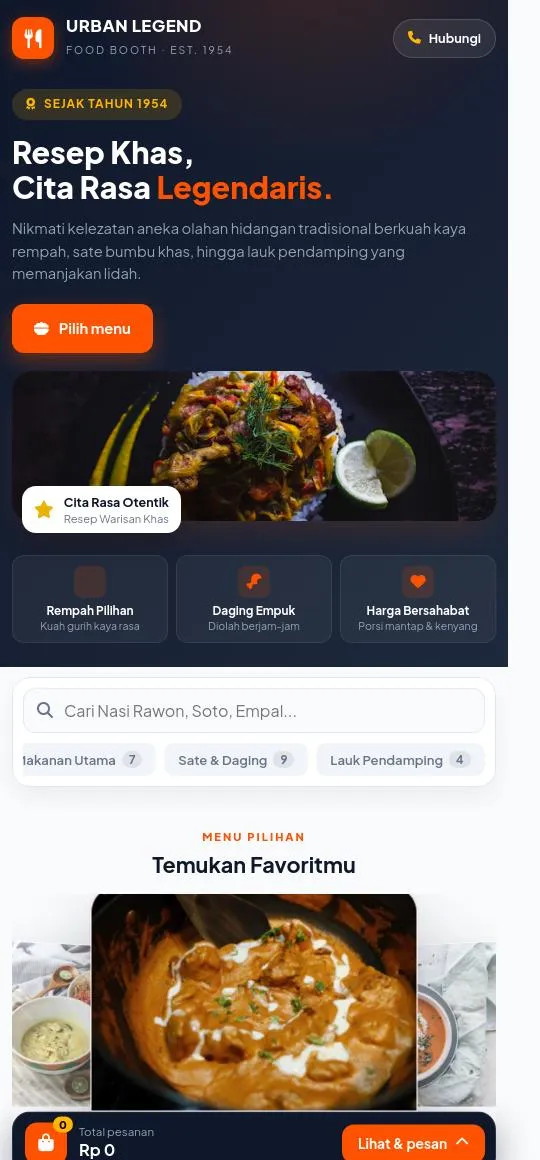 URBAN LEGEND
FOOD BOOTH · EST. 1954
Hubungi
SEJAK TAHUN 1954
Resep Khas,
Cita Rasa Legendaris.
Nikmati kelezatan aneka olahan hidangan tradisional berkuah kaya
rempah, sate bumbu khas, hingga lauk pendamping yang
memanjakan lidah.
Pilih menu
Cita Rasa Otentik
Resep Warisan Khas
Rempah Pilihan
Kuah gurih kaya rasa
Daging Empuk
Diolah berjam-jam
Harga Bersahabat
Porsi mantap & kenyang
Cari Nasi Rawon, Soto, Empal...
Makanan Utama 7
Sate & Daging 9
Lauk Pendamping 4
MENU PILIHAN
Temukan Favoritmu
0
Total pesanan
Rp 0
Lihat & pesan